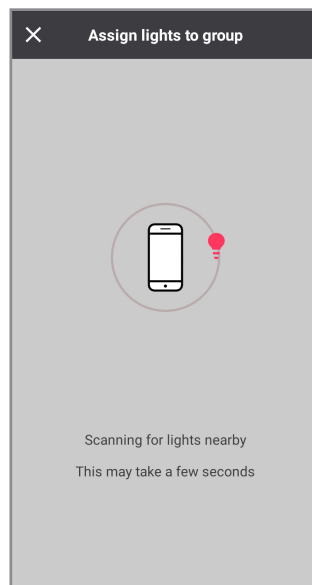 Assign lights to group
Scanning for lights nearby
This may take a few seconds